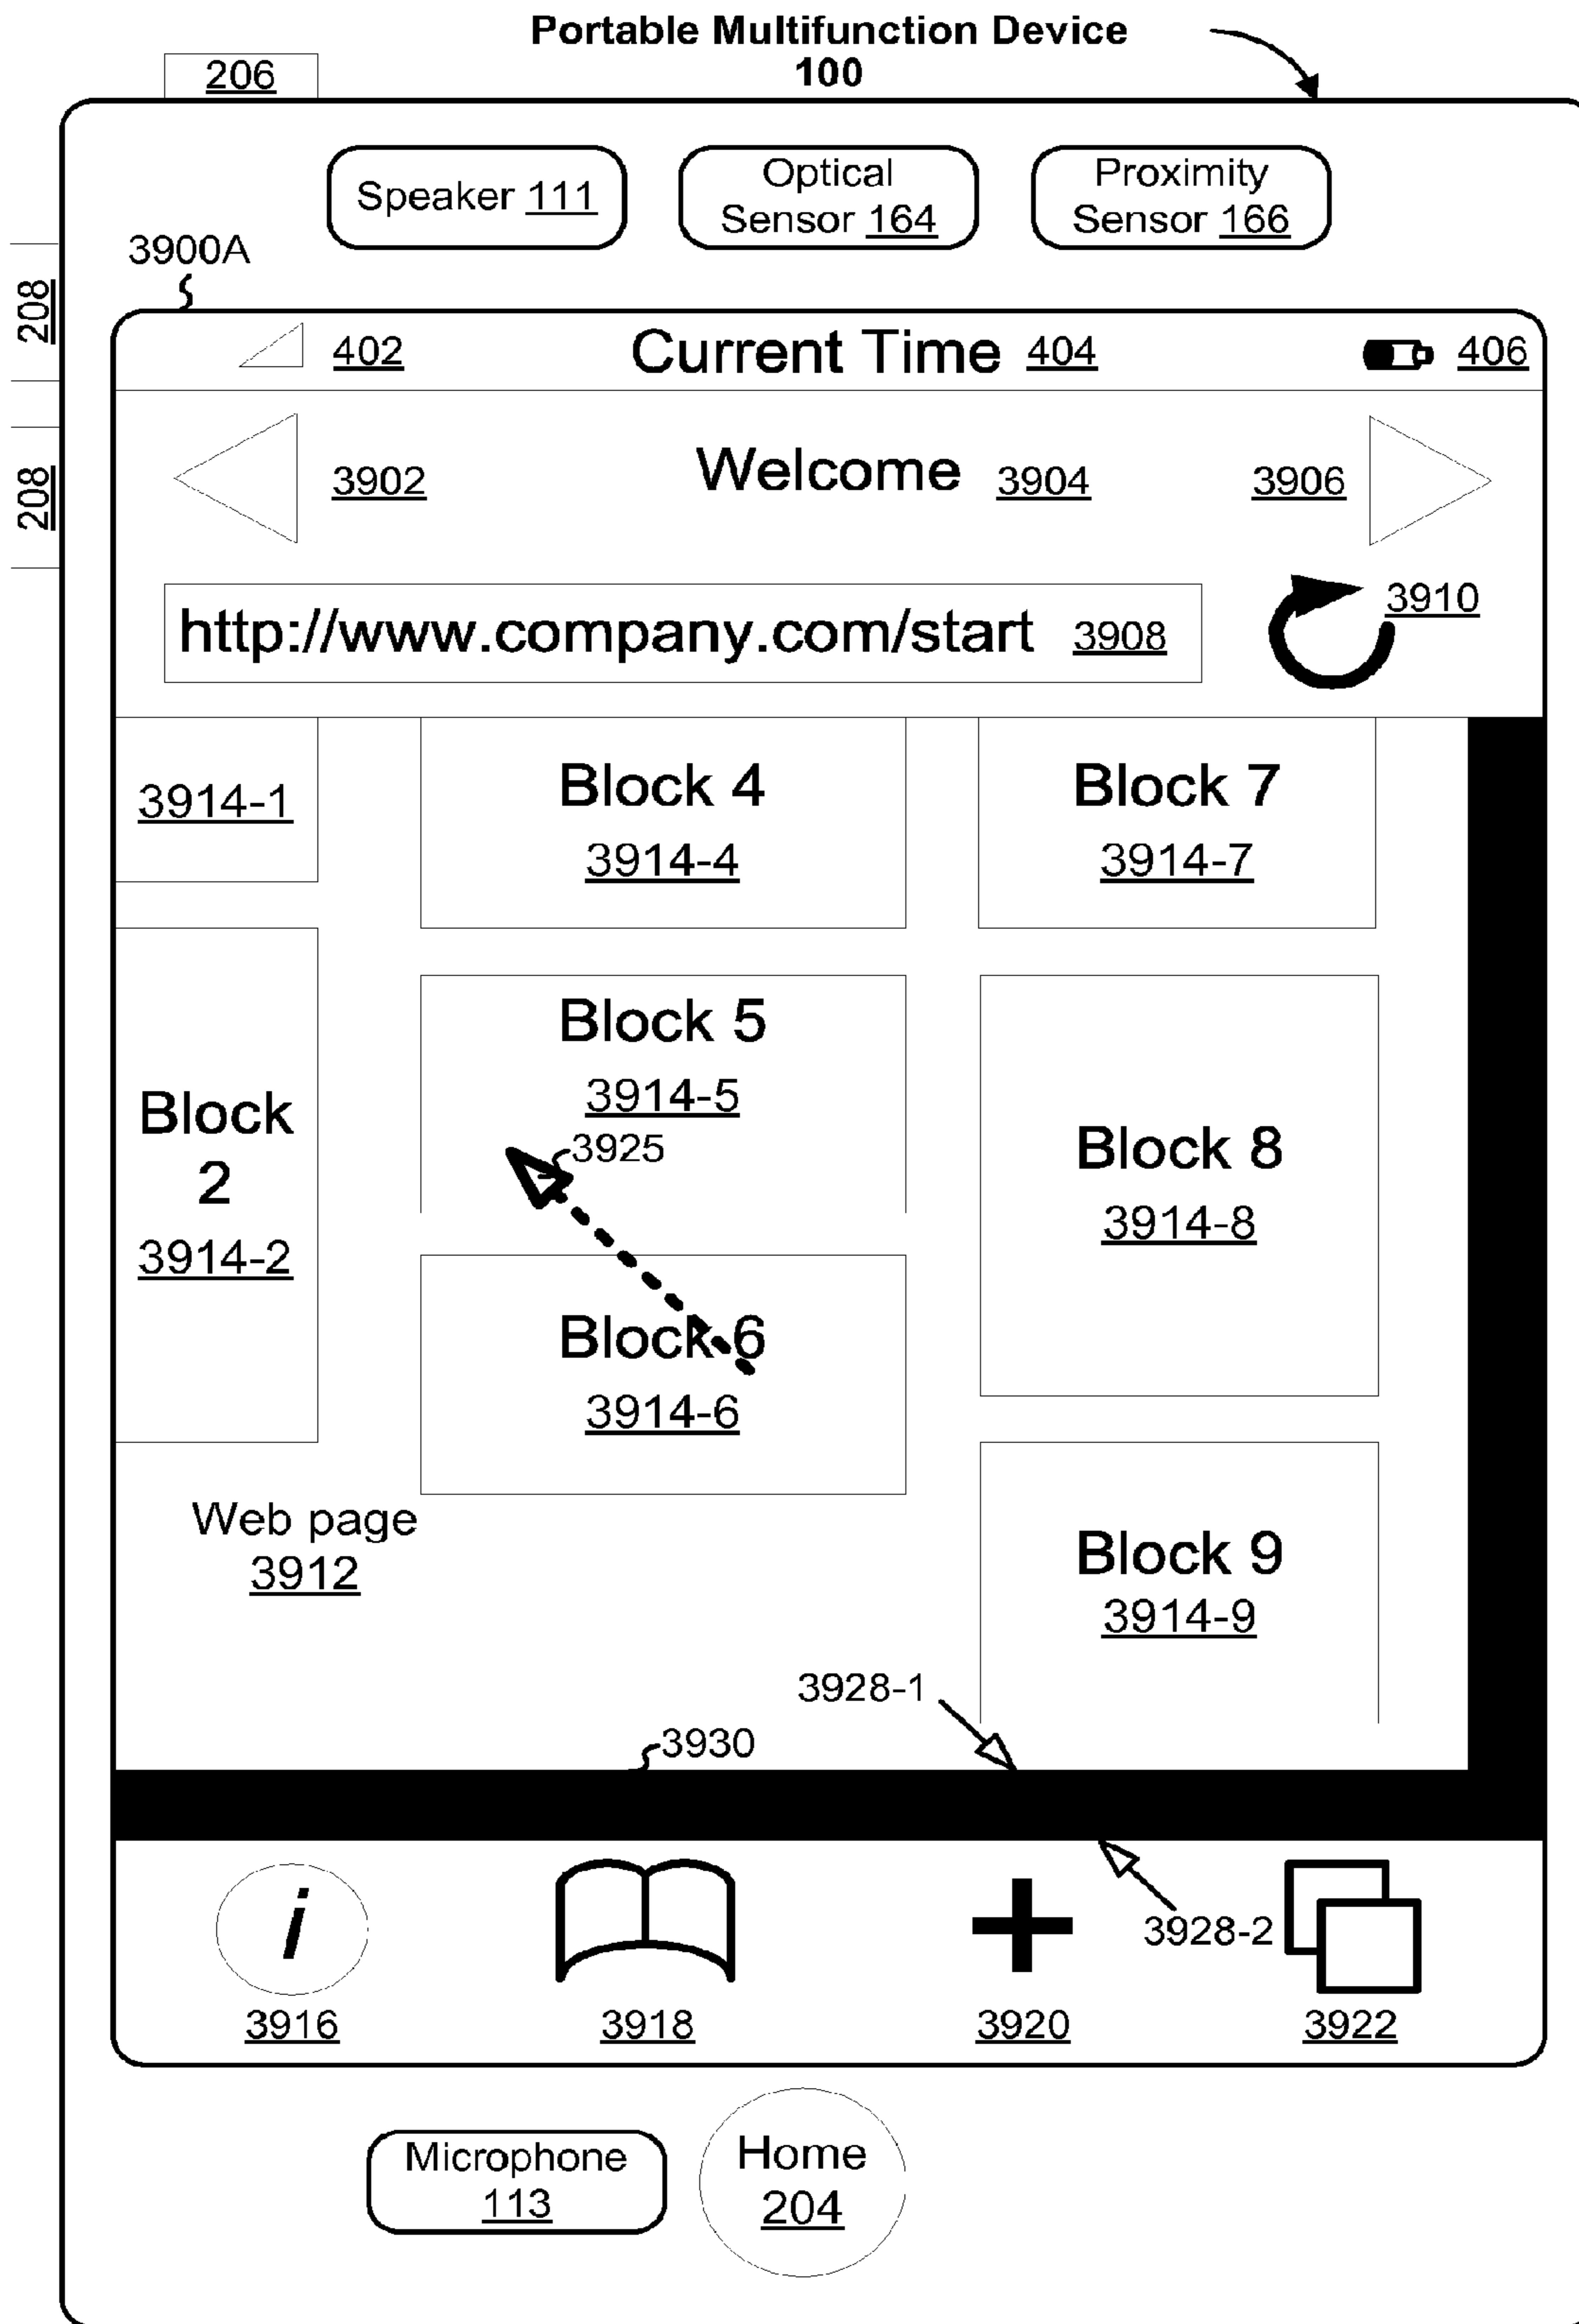 Portable Multifunction Device
100
206
Speaker 111
Optical
Sensor 164
Proximity
Sensor 166
3900A
208
208
402
Current Time 404
406
3902
Welcome 3904
3906
http://www.company.com/start 3908
3910
3914-1
Block 4
3914-4
Block 7
3914-7
Block
2
3914-2
Block 5
3914-5
3925
Block 8
3914-8
Block 6
3914-6
Web page
3912
Block 9
3914-9
3928-1
3930
i
3928-2
3916
3918
3920
3922
Microphone
113
Home
204